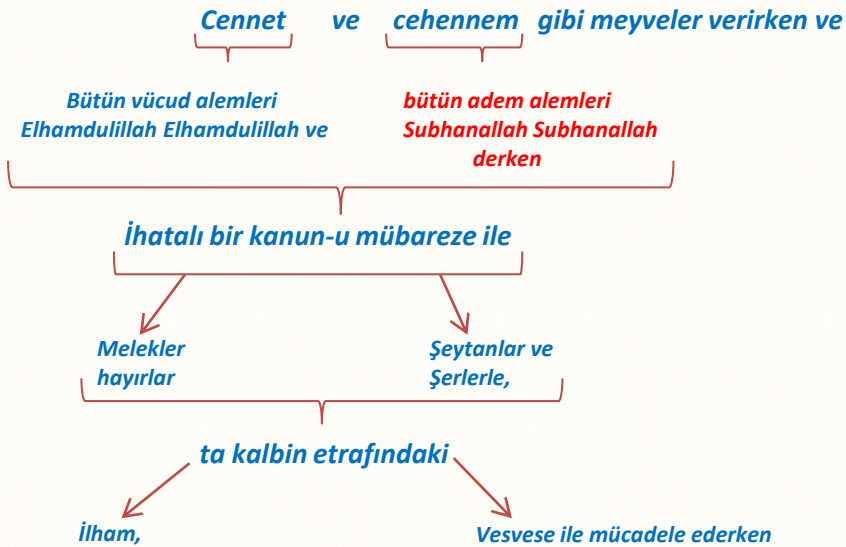 Cennet ve cehennem gibi meyveler verirken ve
Bütün vücud alemleri
Elhamdulillah Elhamdulillah ve
bütün adem alemleri
Subhanallah Subhanallah
derken
İhatalı bir kanun-u mübareze ile
Melekler
hayırlar
Şeytanlar ve
Şerlerle,
ta kalbin etrafındaki
İlham,
Vesvese ile mücadele ederken